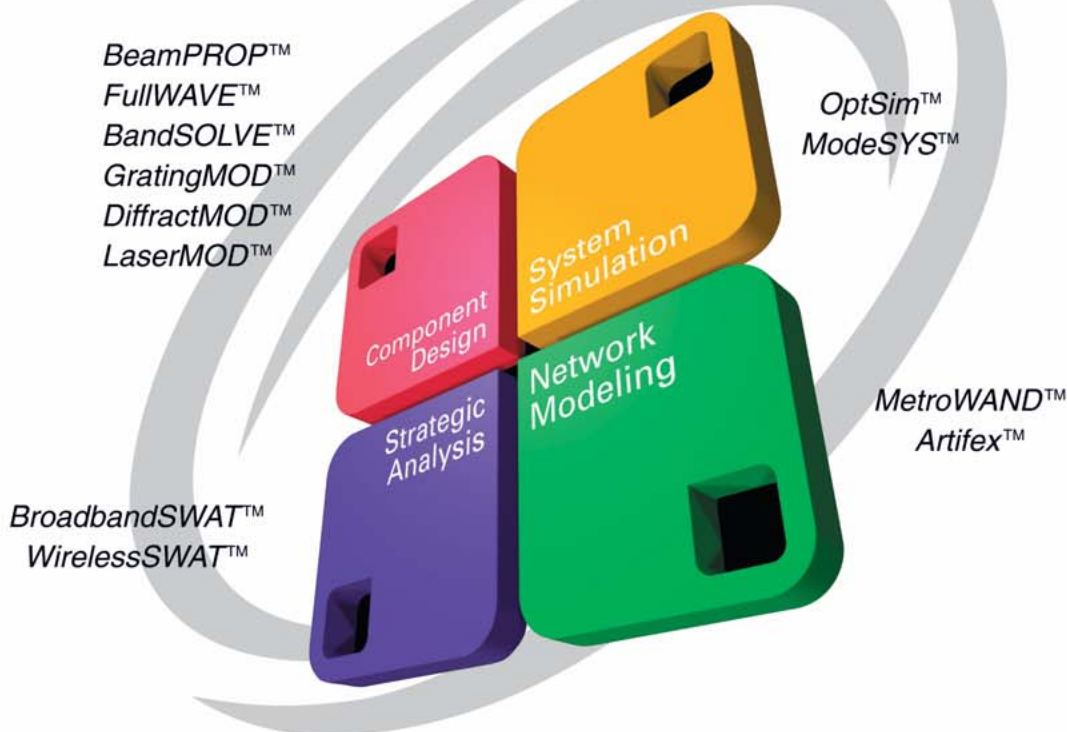 BeamPROP™
FullWAVE™
BandSOLVE™
GratingMOD™
DiffractMOD™
LaserMOD™
OptSim™
ModeSYS™
Component
Design
System
Simulation
Strategic
Analysis
Network
Modeling
MetroWAND™
Artifex™
BroadbandSWAT™
WirelessSWAT™